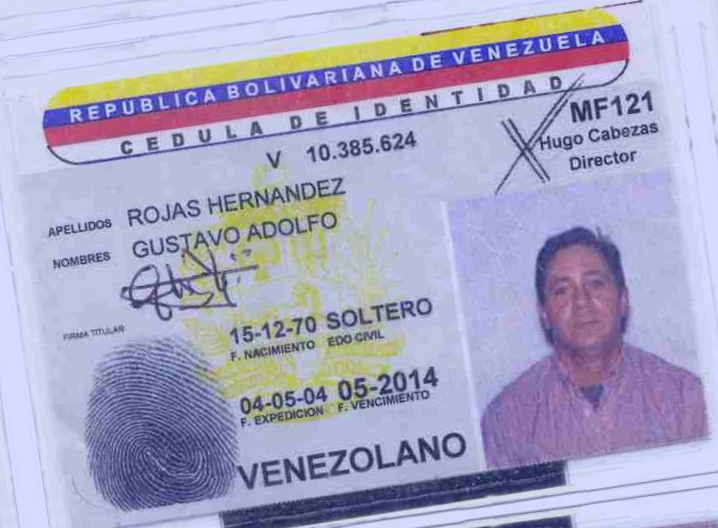 REPUBLICA BOLIVARIANA DE VENEZUELA
CEDULA DE IDENTIDAD
V 10.385.624
MF121
Hugo Cabezas
Director
APELLIDOS ROJAS HERNANDEZ
NOMBRES GUSTAVO ADOLFO
FIRMA TITULAR
15-12-70 SOLTERO
F. NACIMIENTO EDO CIVIL
04-05-04 05-2014
F. EXPEDICION F. VENCIMIENTO
VENEZOLANO